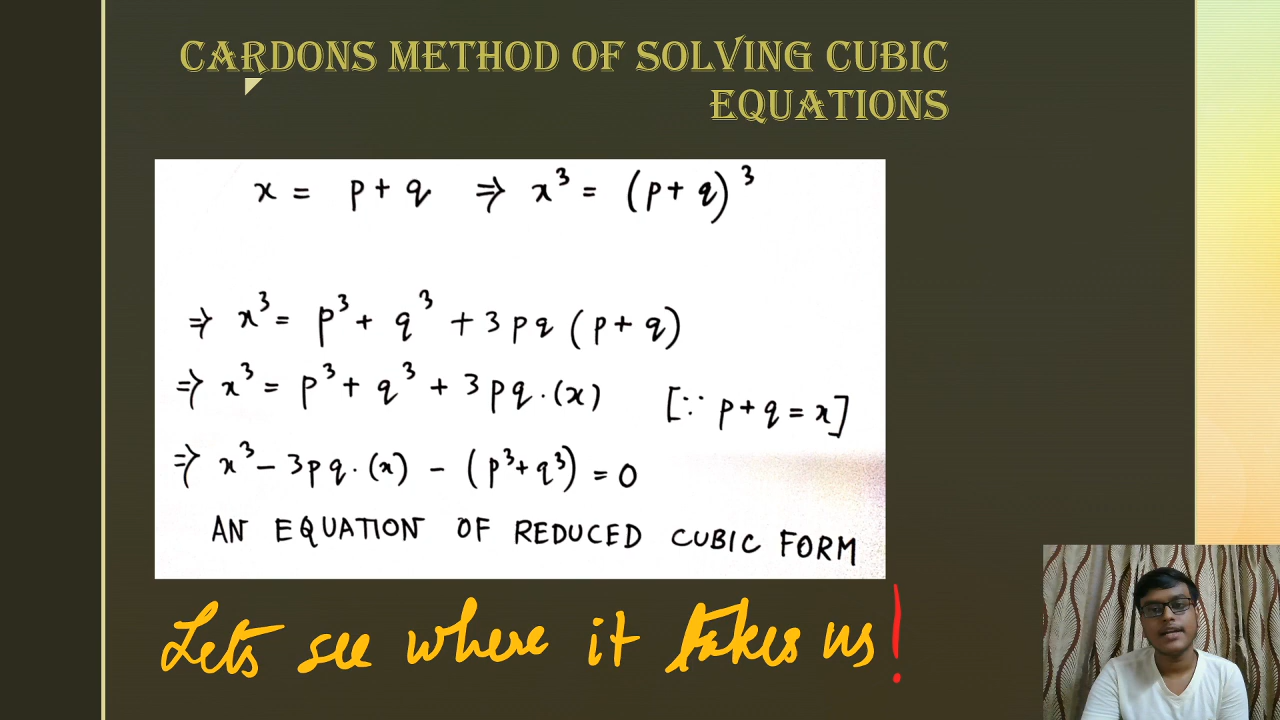 CARDONS METHOD OF SOLVING CUBIC
EQUATIONS
x = p + q ⇒ x³ = (p + q)³
⇒ x³ = p³ + q³ + 3pq (p + q)
⇒ x³ = p³ + q³ + 3pq.(x) [∵ p + q = x]
⇒ x³ − 3pq.(x) − (p³ + q³) = 0
AN EQUATION OF REDUCED CUBIC FORM
Lets see where it takes us!